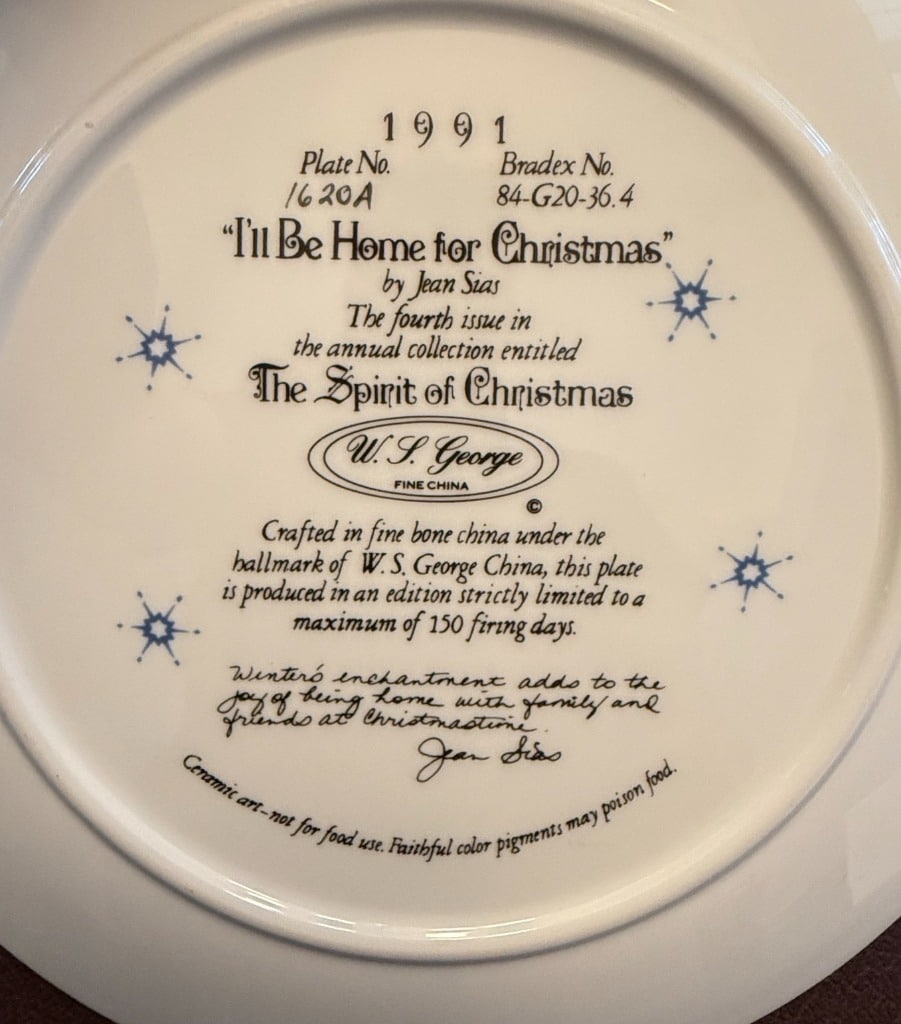 1991
Plate No. Bradex No.
1620A 84-G20-36.4
“I'll Be Home for Christmas”
by Jean Sias
The fourth issue in
the annual collection entitled
The Spirit of Christmas
W. S. George
FINE CHINA
©
Crafted in fine bone china under the
hallmark of W. S. George China, this plate
is produced in an edition strictly limited to a
maximum of 150 firing days.
Winter's enchantment adds to the
joy of being home with family and
friends at Christmastime.
Jean Sias
Ceramic art–not for food use. Faithful color pigments may poison food.